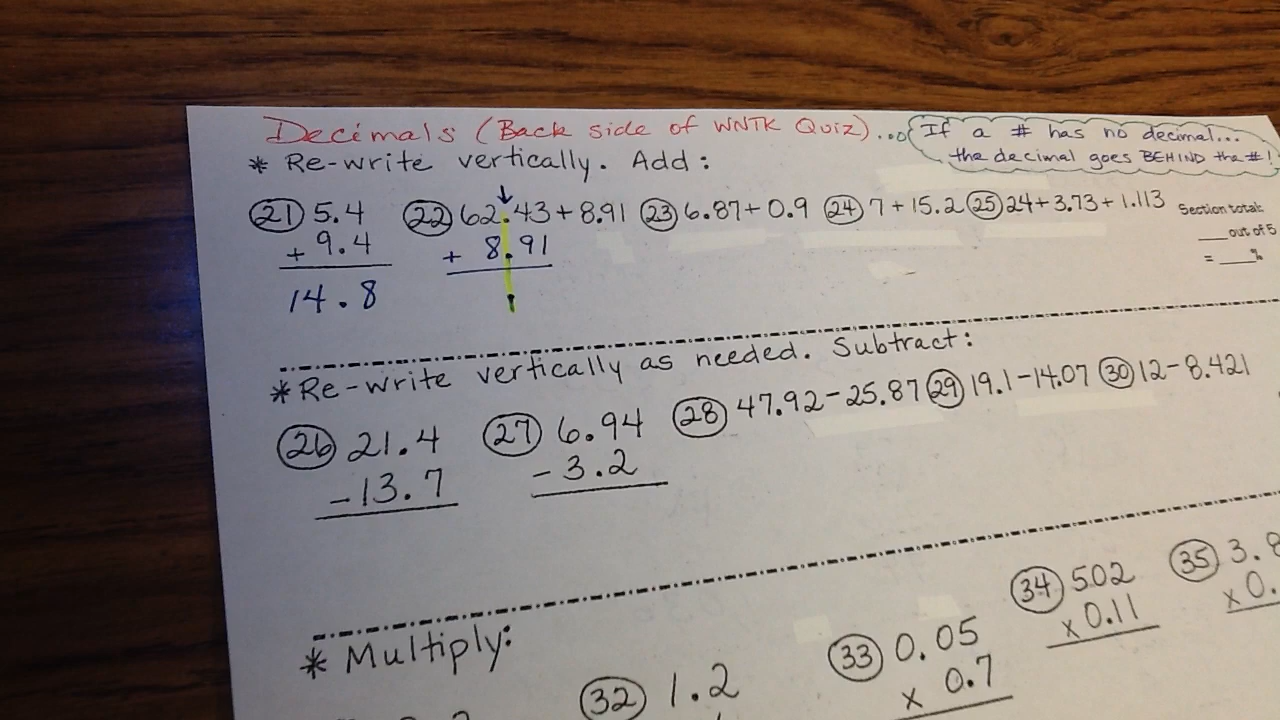 Decimals (Back side of WNTK Quiz)...
If a # has no decimal...
the decimal goes BEHIND the #!
* Re-write vertically. Add:
21 5.4
+ 9.4
14.8
22 62.43 + 8.91
+ 8.91
.
23 6.87 + 0.9
24 7 + 15.2
25 24 + 3.73 + 1.113
Section total:
___ out of 5
= ___%
* Re-write vertically as needed. Subtract:
26 21.4
- 13.7
27 6.94
- 3.2
28 47.92 - 25.87
29 19.1 - 14.07
30 12 - 8.421
* Multiply:
32 1.2
33 0.05
x 0.7
34 502
x 0.11
35 3.8
x 0.